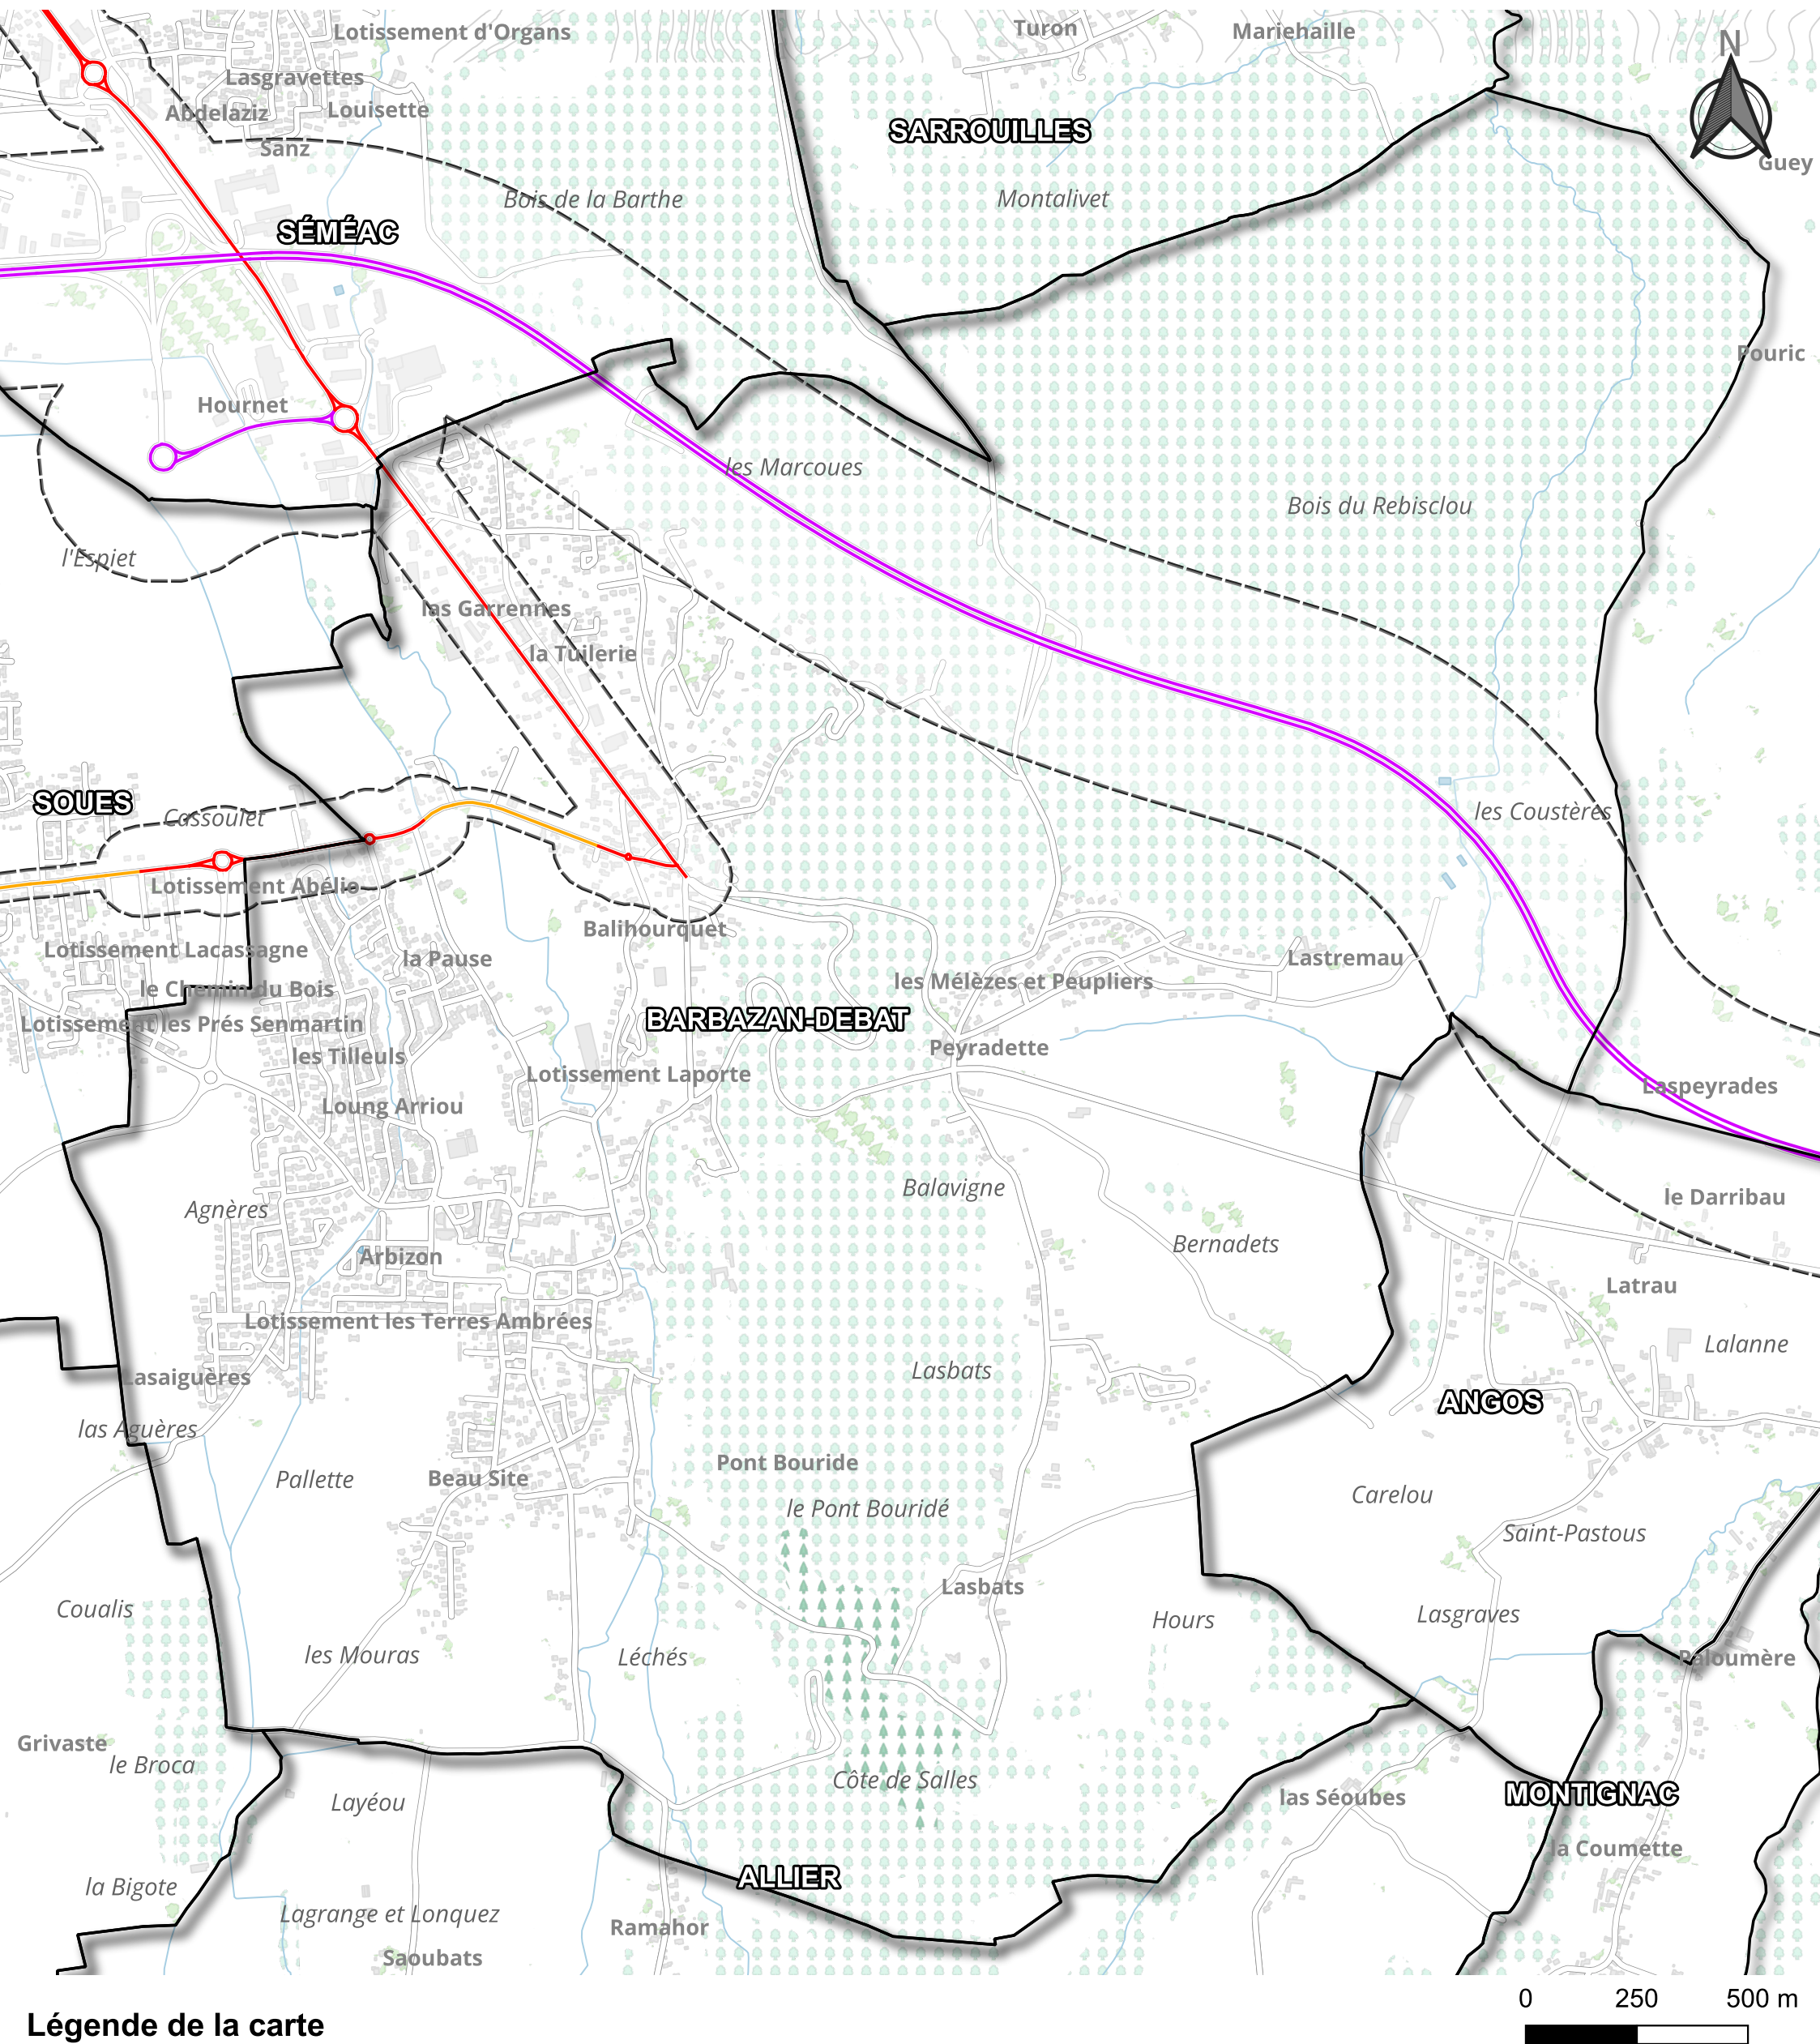 Turon
Mariehaille
Lotissement d'Organs
N
Lasgravettes
Abdelaziz
Louisette
SARROUILLES
Sanz
Guey
Bois de la Barthe
Montalivet
SÉMÉAC
Pouric
Hournet
les Marcoues
Bois du Rebisclou
l'Espiet
las Garrennes
la Tuilerie
SOUES
Cassoulet
les Coustères
Lotissement Abélio
Balihourquet
Lotissement Lacassagne
la Pause
Lastremau
les Mélèzes et Peupliers
le Chemin du Bois
BARBAZAN-DEBAT
Lotissement les Prés Senmartin
Peyradette
les Tilleuls
Lotissement Laporte
Laspeyrades
Loung Arriou
Balavigne
le Darribau
Agnères
Bernadets
Arbizon
Latrau
Lotissement les Terres Ambrées
Lalanne
Lasbats
Lasaiguères
ANGOS
las Aguères
Pont Bouride
Pallette
Beau Site
Carelou
le Pont Bouridé
Saint-Pastous
Lasbats
Coualis
Hours
Lasgraves
les Mouras
Léchés
Paloumère
Grivaste
le Broca
Côte de Salles
MONTIGNAC
las Séoubes
Layéou
la Coumette
ALLIER
la Bigote
Lagrange et Lonquez
Ramahor
Saoubats
0 250 500 m
Légende de la carte